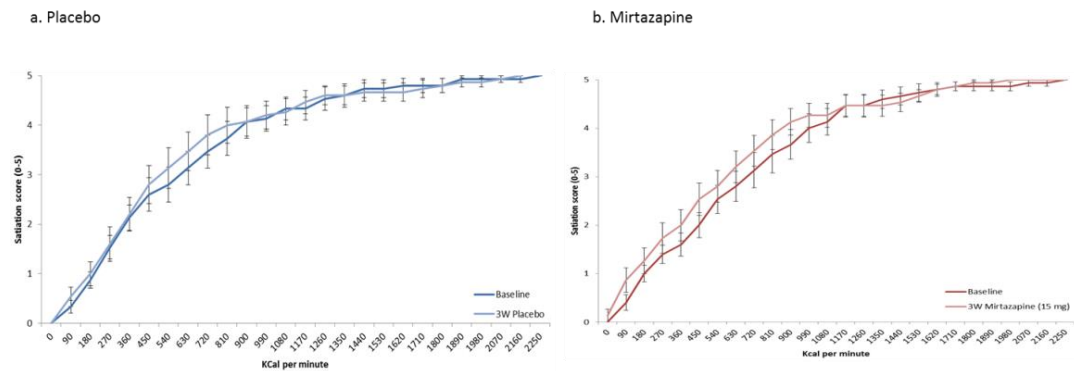 a. Placebo
5
4
3
2
1
0
Satiation score (0-5)
Baseline
3W Placebo
0 90 180 270 360 450 540 630 720 810 900 990 1080 1170 1260 1350 1440 1530 1620 1710 1800 1890 1980 2070 2160 2250
KCal per minute
b. Mirtazapine
5
4
3
2
1
0
Satiation score (0-5)
Baseline
3W Mirtazapine (15 mg)
0 90 180 270 360 450 540 630 720 810 900 990 1080 1170 1260 1350 1440 1530 1620 1710 1800 1890 1980 2070 2160 2250
KCal per minute